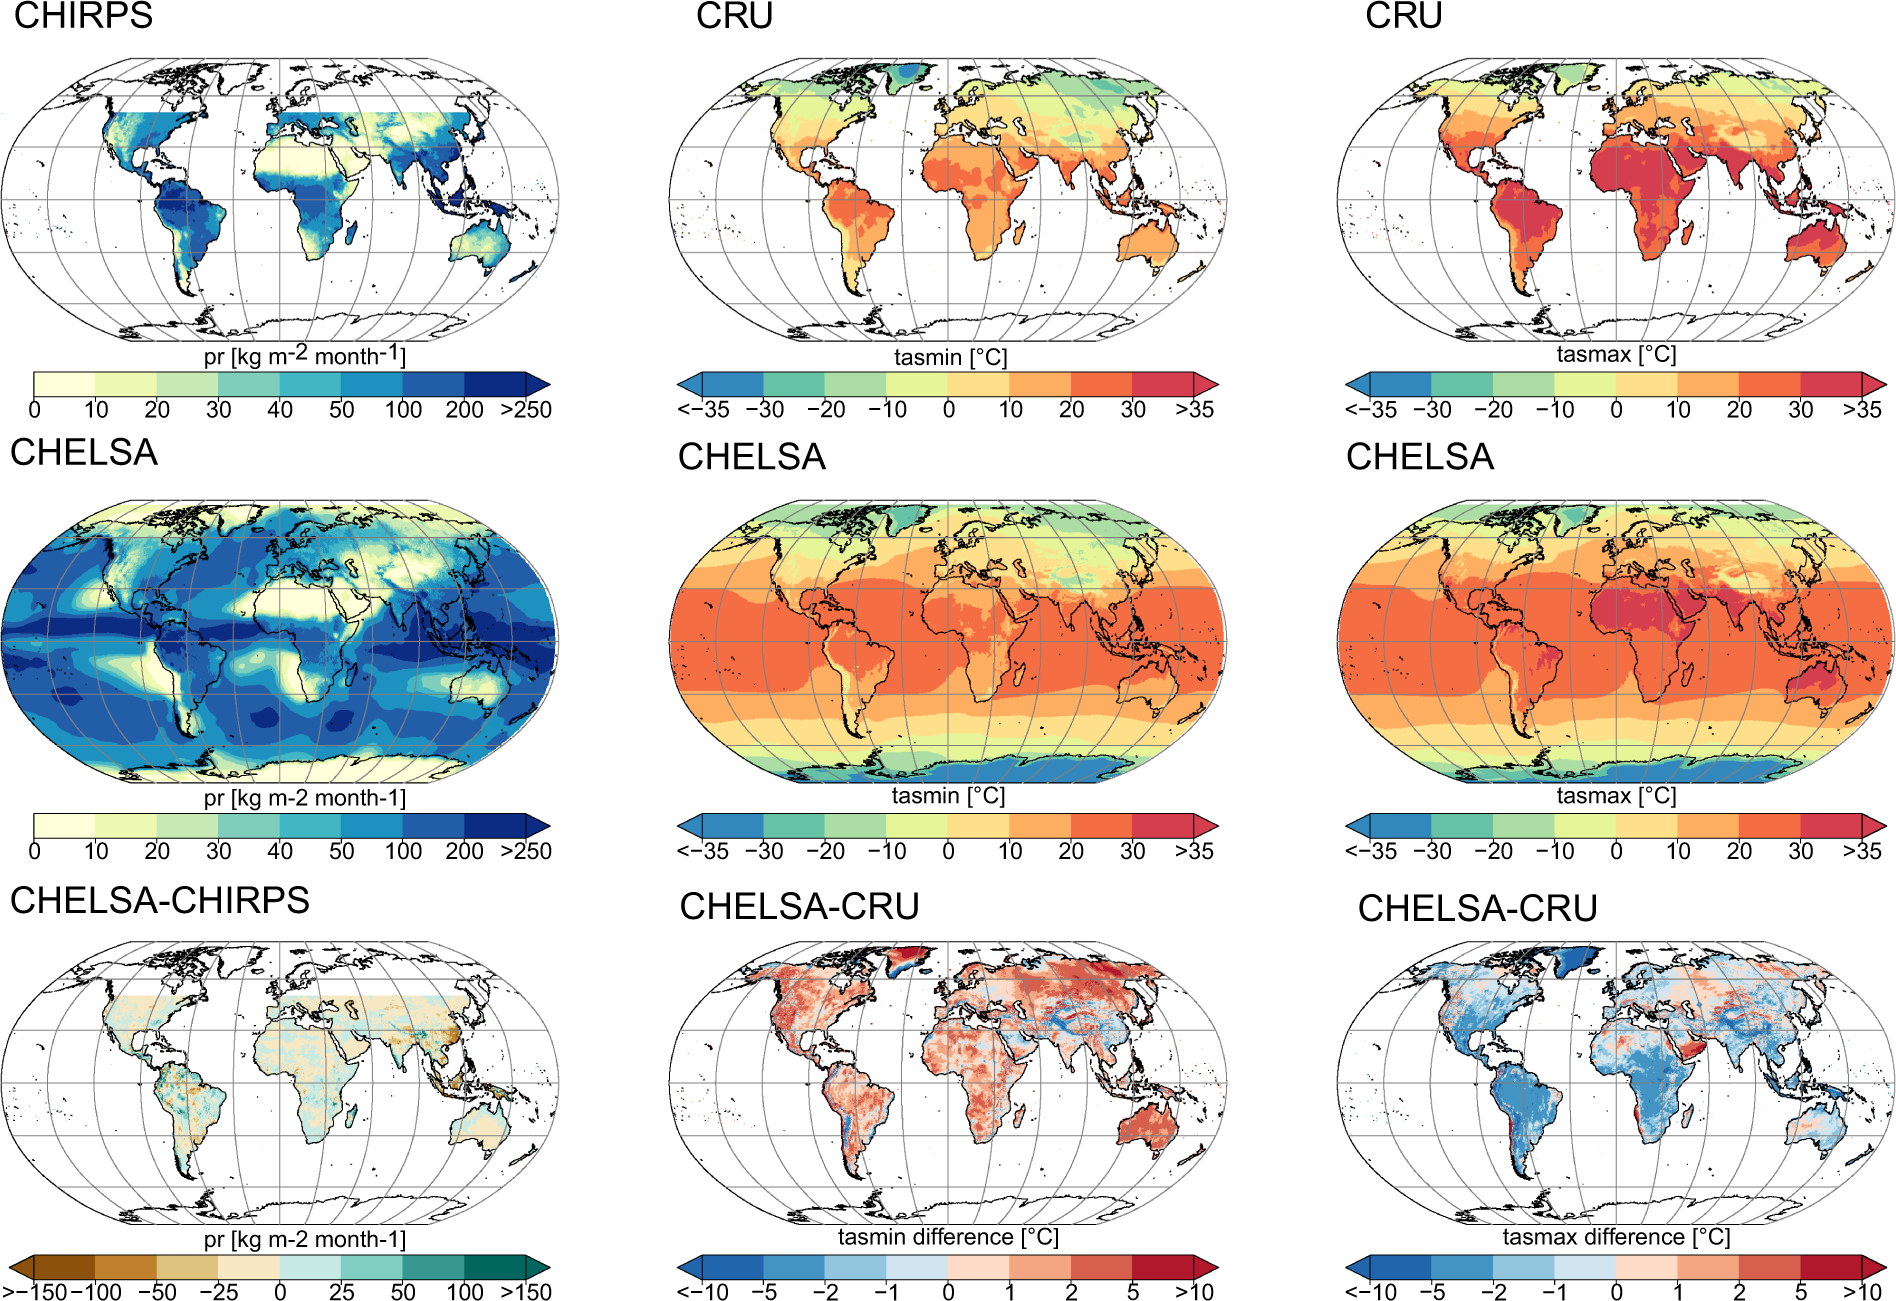 CHIRPS CRU CRU
pr [kg m-2 month-1] tasmin [°C] tasmax [°C]
0 10 20 30 40 50 100 200 >250 <−35 −30 −20 −10 0 10 20 30 >35 <−35 −30 −20 −10 0 10 20 30 >35
CHELSA CHELSA CHELSA
pr [kg m-2 month-1] tasmin [°C] tasmax [°C]
0 10 20 30 40 50 100 200 >250 <−35 −30 −20 −10 0 10 20 30 >35 <−35 −30 −20 −10 0 10 20 30 >35
CHELSA-CHIRPS CHELSA-CRU CHELSA-CRU
pr [kg m-2 month-1] tasmin difference [°C] tasmax difference [°C]
>−150 −100 −50 −25 0 25 50 100 >150 <−10 −5 −2 −1 0 1 2 5 >10 <−10 −5 −2 −1 0 1 2 5 >10